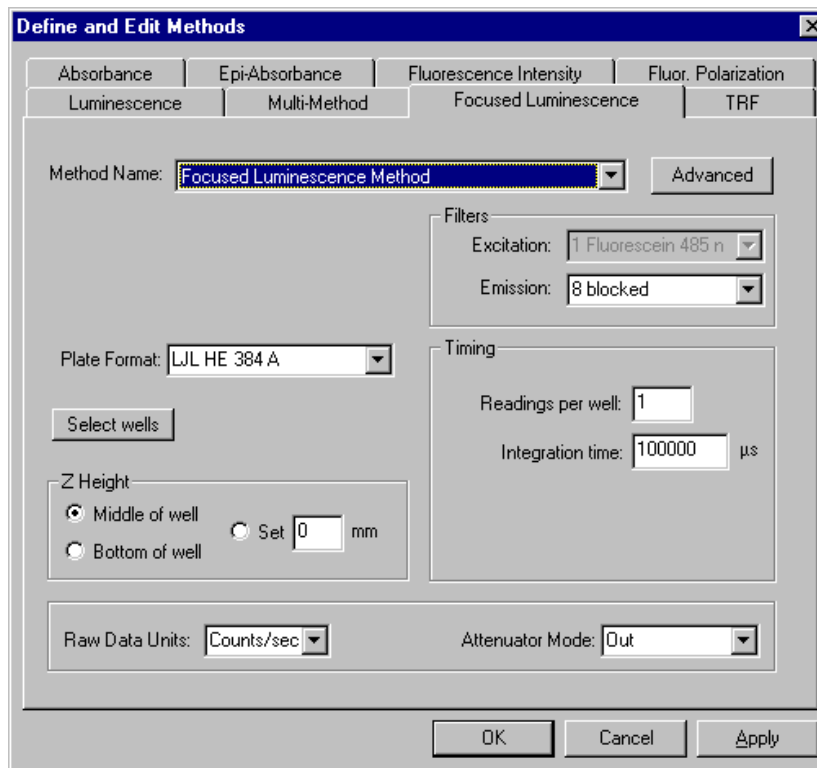 Define and Edit Methods
Absorbance Epi-Absorbance Fluorescence Intensity Fluor. Polarization
Luminescence Multi-Method Focused Luminescence TRF
Method Name: Focused Luminescence Method Advanced
Filters
Excitation: 1 Fluorescein 485 n
Emission: 8 blocked
Plate Format: LJL HE 384 A
Timing
Readings per well: 1
Select wells
Integration time: 100000 µs
Z Height
Middle of well
Set 0 mm
Bottom of well
Raw Data Units: Counts/sec Attenuator Mode: Out
OK Cancel Apply